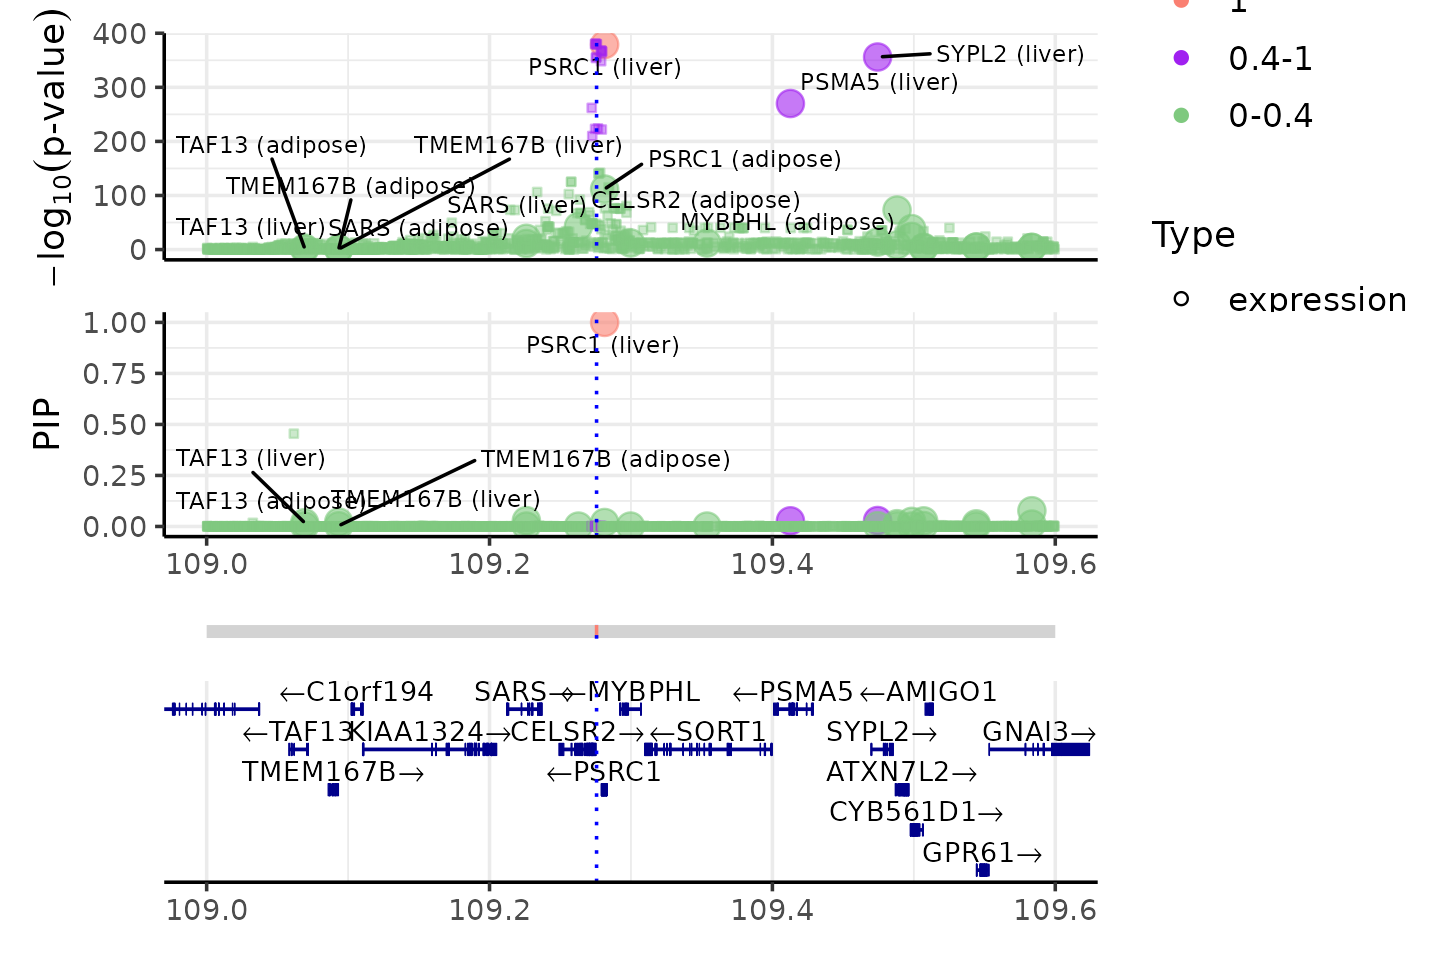 1
0.4-1
0-0.4
Type
expression
−log10(p-value)
400
300
200
100
0
PSRC1 (liver)
SYPL2 (liver)
PSMA5 (liver)
TAF13 (adipose)
TMEM167B (liver)
PSRC1 (adipose)
TMEM167B (adipose)
SARS (liver)
CELSR2 (adipose)
TAF13 (liver)
SARS (adipose)
MYBPHL (adipose)
PIP
1.00
0.75
0.50
0.25
0.00
PSRC1 (liver)
TAF13 (liver)
TMEM167B (adipose)
TAF13 (adipose)
TMEM167B (liver)
109.0 109.2 109.4 109.6
←C1orf194 SARS→ ←MYBPHL ←PSMA5 ←AMIGO1
←TAF13 KIAA1324→ CELSR2→ ←SORT1 SYPL2→ GNAI3→
TMEM167B→ ←PSRC1 ATXN7L2→
CYB561D1→
GPR61→
109.0 109.2 109.4 109.6